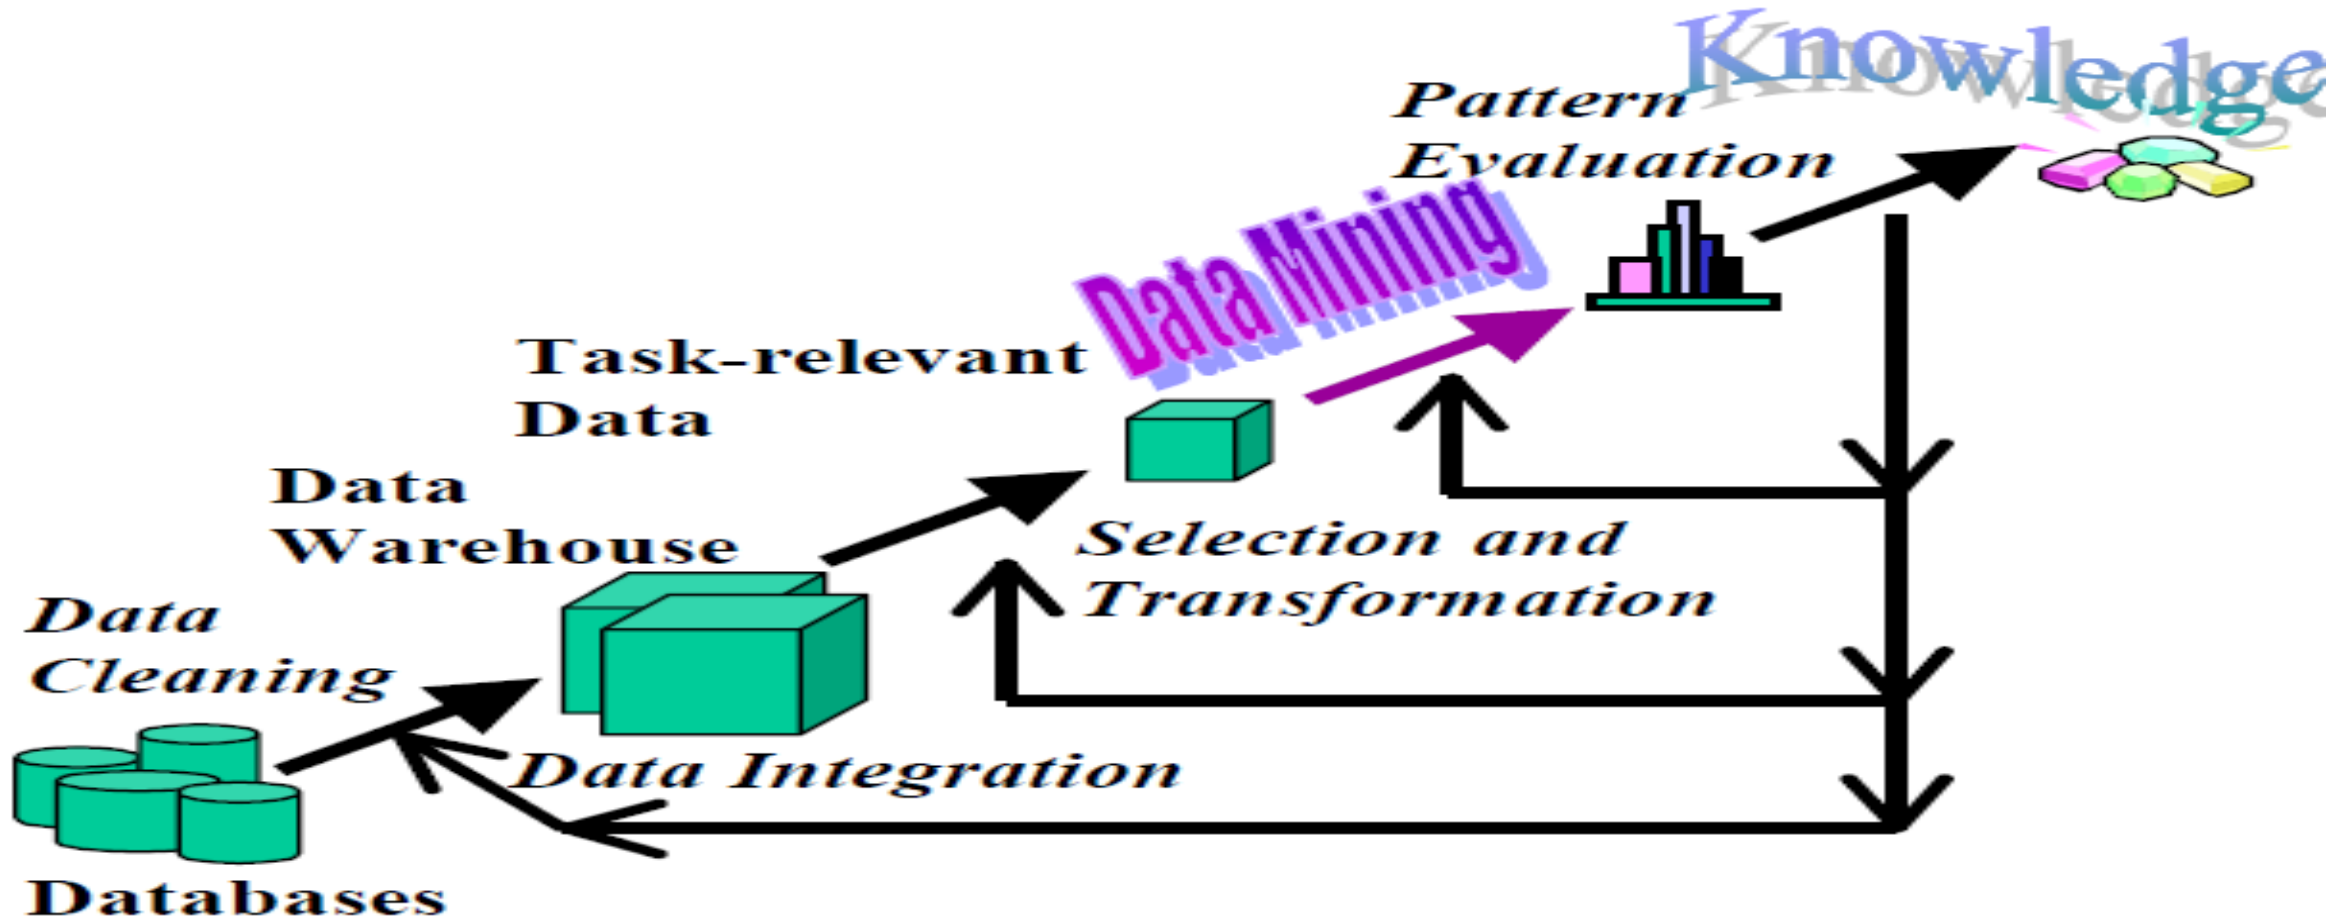 Knowledge
Pattern
Evaluation
Data Mining
Task-relevant
Data
Data
Warehouse
Selection and
Transformation
Data
Cleaning
Data Integration
Databases